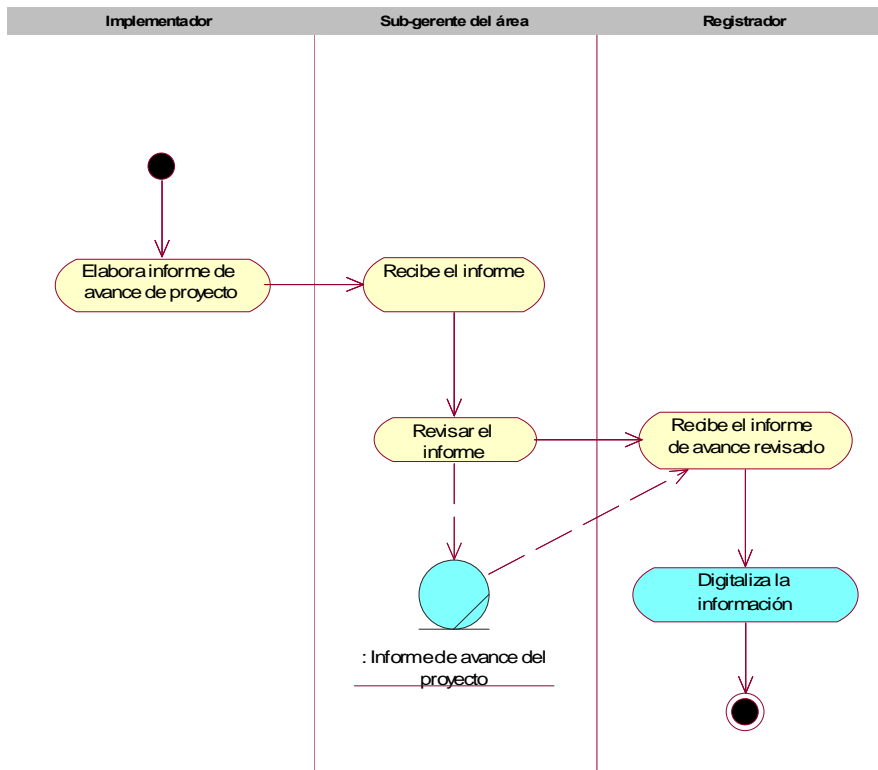 Implementador
Sub-gerente del área
Registrador
Elabora informe de
avance de proyecto
Recibe el informe
Revisar el
informe
Recibe el informe
de avance revisado
Digitaliza la
información
: Informe de avance del
proyecto